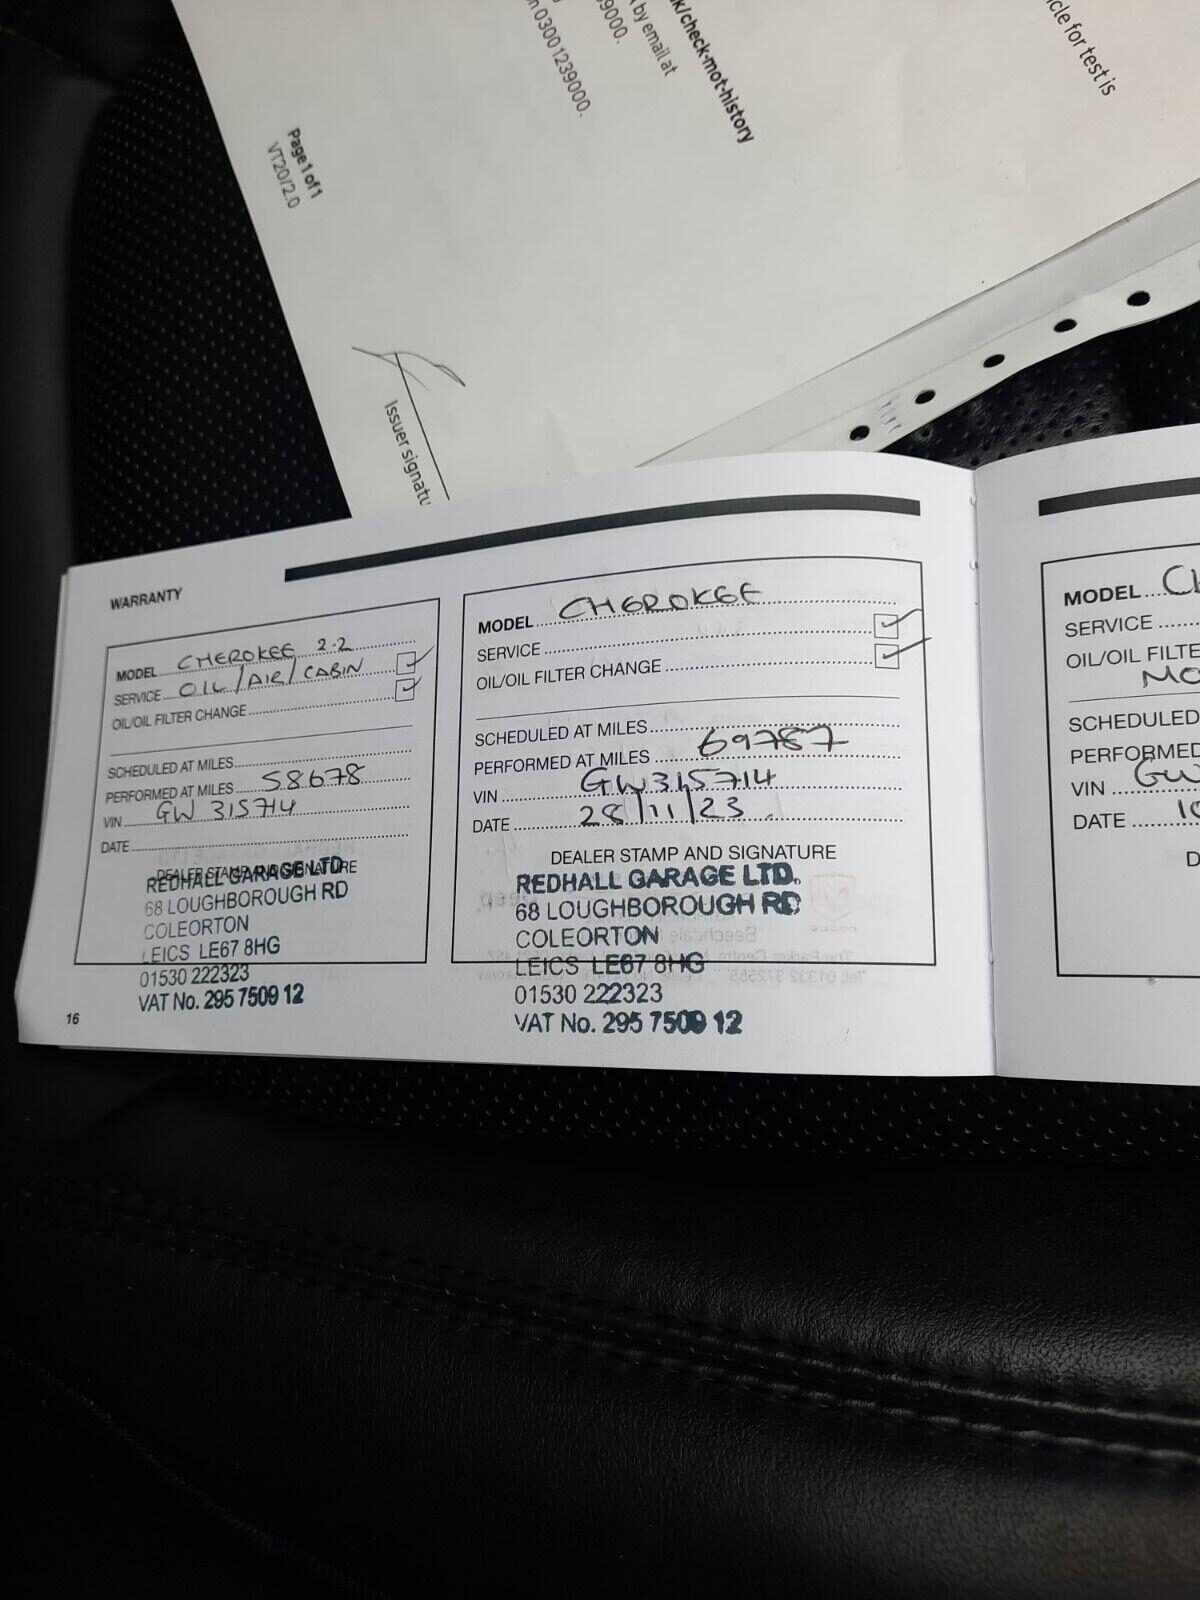 cle for test is
k/check-mot-history
by email at
9000.
n 03001239000.
Page 1 of 1
VT20/2.0
Issuer signatu
WARRANTY
MODEL CHEROKEE 2.2
SERVICE OIL/AIR/CABIN
OIL/OIL FILTER CHANGE
SCHEDULED AT MILES
PERFORMED AT MILES 58678
VIN GW 315714
DATE
DEALER STAMP AND SIGNATURE
REDHALL GARAGE LTD
68 LOUGHBOROUGH RD
COLEORTON
LEICS LE67 8HG
01530 222323
VAT No. 295 7509 12
16
MODEL CHEROKEE
SERVICE
OIL/OIL FILTER CHANGE
SCHEDULED AT MILES
PERFORMED AT MILES 69787
VIN GW315714
DATE 28/11/23
DEALER STAMP AND SIGNATURE
REDHALL GARAGE LTD.
68 LOUGHBOROUGH RD
COLEORTON
LEICS LE67 8HG
01530 222323
VAT No. 295 7509 12
MODEL CH
SERVICE
OIL/OIL FILTE
MO
SCHEDULED
PERFORMED
VIN GW
DATE 10
D